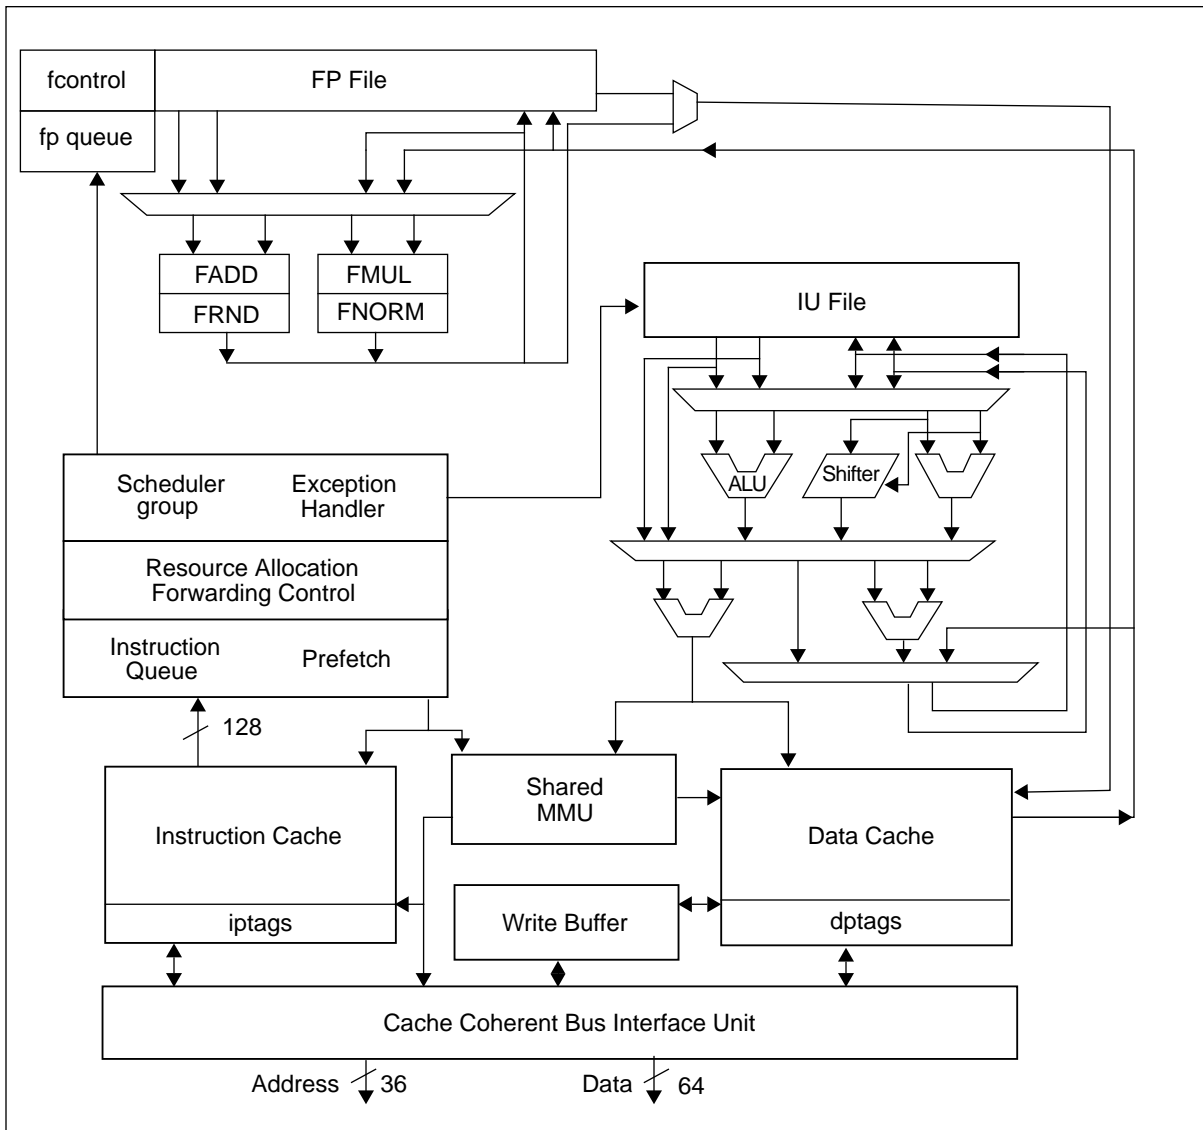 fcontrol
FP File
fp queue
FADD
FMUL
FRND
FNORM
IU File
Scheduler
group
Exception
Handler
ALU
Shifter
Resource Allocation
Forwarding Control
Instruction
Queue
Prefetch
128
Shared
MMU
Instruction Cache
Data Cache
iptags
Write Buffer
dptags
Cache Coherent Bus Interface Unit
Address
36
Data
64